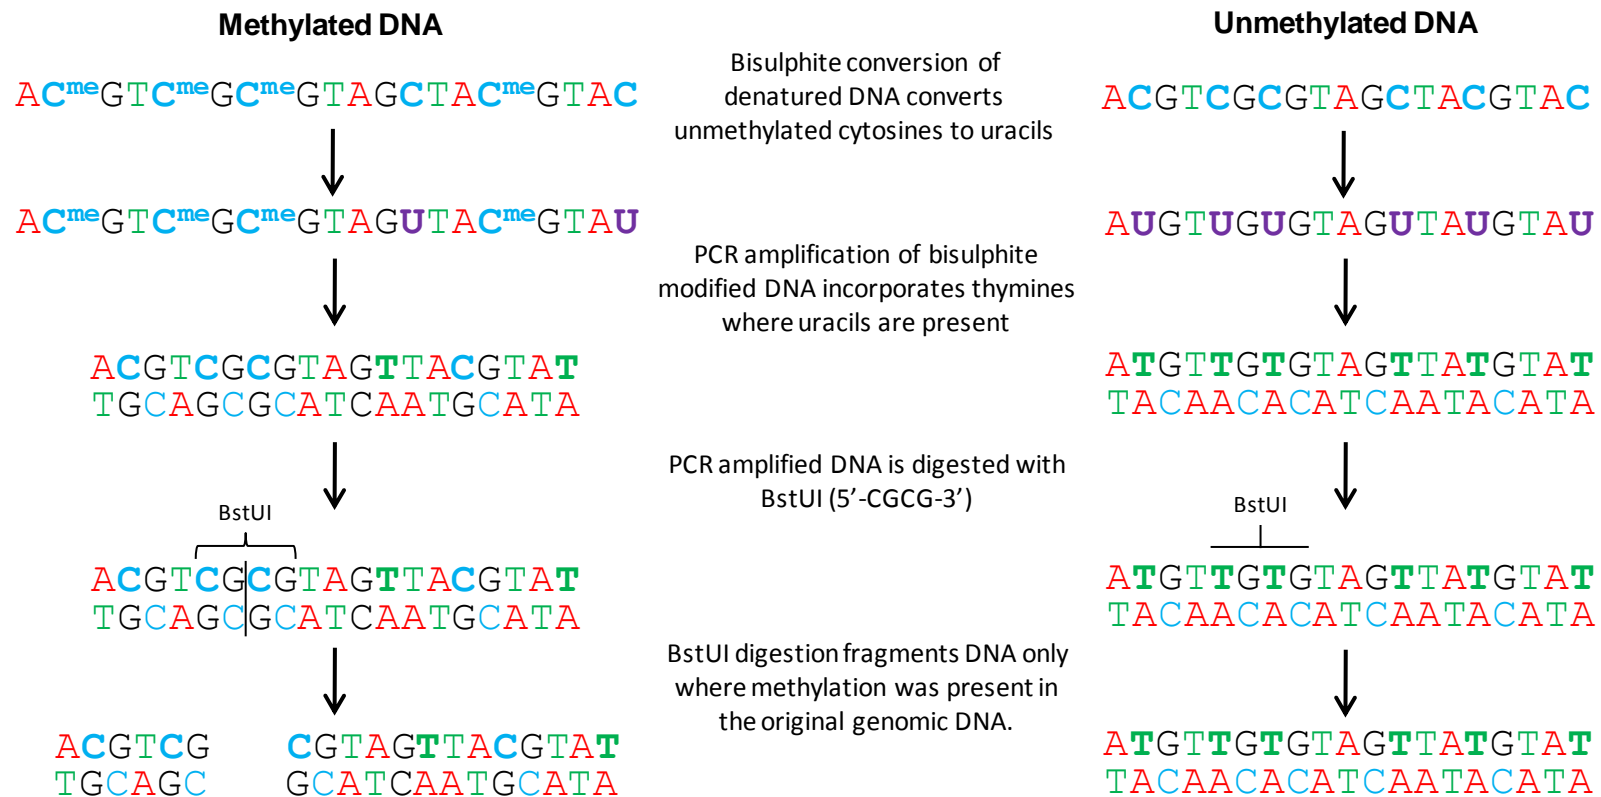 Methylated DNA
Unmethylated DNA
ACmeGTCmeGCmeGTAGCTACmeGTAC
Bisulphite conversion of
denatured DNA converts
unmethylated cytosines to uracils
ACGTCGCGTAGCTACGTAC
ACmeGTCmeGCmeGTAGUTACmeGTAU
AUGTUGUGTAGUTAUGTAU
PCR amplification of bisulphite
modified DNA incorporates thymines
where uracils are present
ACGTCGCGTAGTTACGTAT
TGCAGCGCATCAATGCATA
ATGTTGTGTAGTTATGTAT
TACAACACATCAATACATA
PCR amplified DNA is digested with
BstUI (5’-CGCG-3’)
BstUI
BstUI
ACGTCGCGTAGTTACGTAT
TGCAGCGCATCAATGCATA
ATGTTGTGTAGTTATGTAT
TACAACACATCAATACATA
BstUI digestion fragments DNA only
where methylation was present in
the original genomic DNA.
ACGTCG CGTAGTTACGTAT
TGCAGC GCATCAATGCATA
ATGTTGTGTAGTTATGTAT
TACAACACATCAATACATA